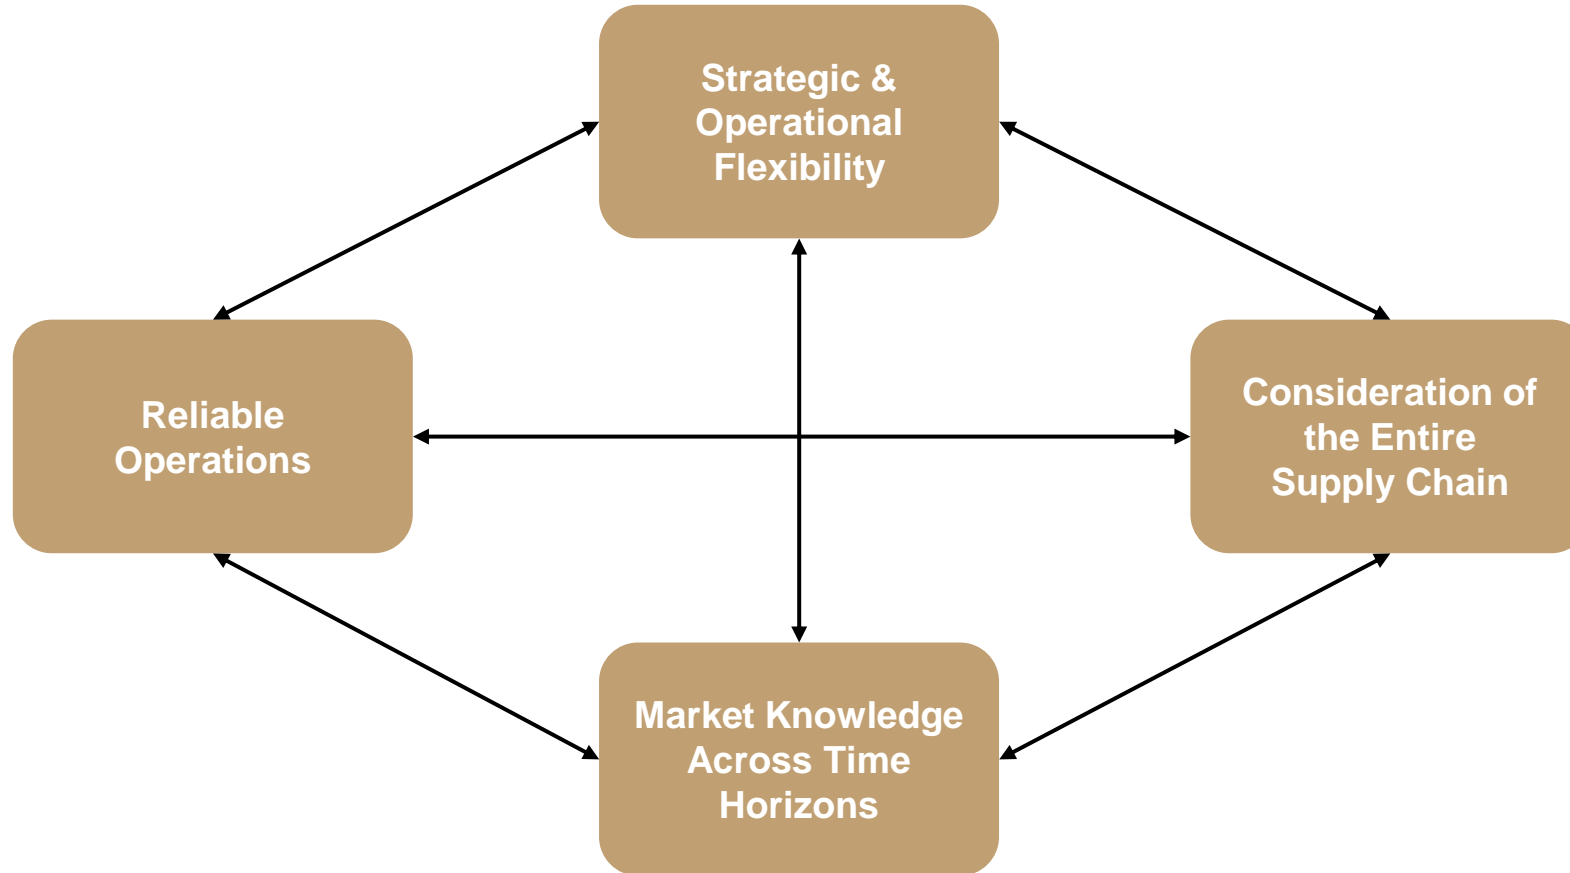 Strategic &
Operational
Flexibility
Reliable
Operations
Consideration of
the Entire
Supply Chain
Market Knowledge
Across Time
Horizons